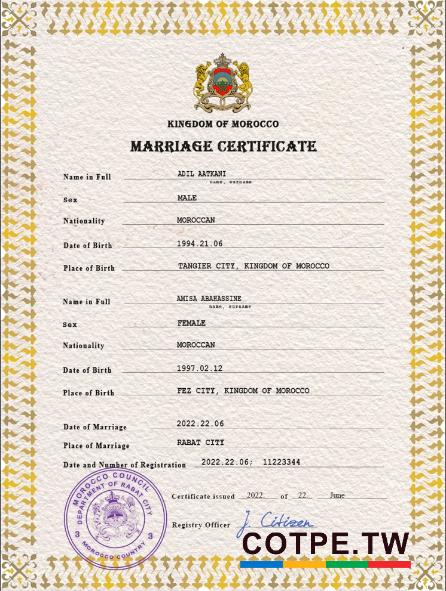 KINGDOM OF MOROCCO
MARRIAGE CERTIFICATE
Name in Full ADIL AATKANI
name, surname
Sex MALE
Nationality MOROCCAN
Date of Birth 1994.21.06
Place of Birth TANGIER CITY, KINGDOM OF MOROCCO
Name in Full AMISA ABAHASSINE
name, surname
Sex FEMALE
Nationality MOROCCAN
Date of Birth 1997.02.12
Place of Birth FEZ CITY, KINGDOM OF MOROCCO
Date of Marriage 2022.22.06
Place of Marriage RABAT CITY
Date and Number of Registration 2022.22.06; 11223344
Certificate issued 2022 of 22 June
Registry Officer J. Citizen
MOROCCO COUNCIL
DEPARTMENT OF RABAT CITY
3 3
MOROCCO COUNTRY
COTPE.TW